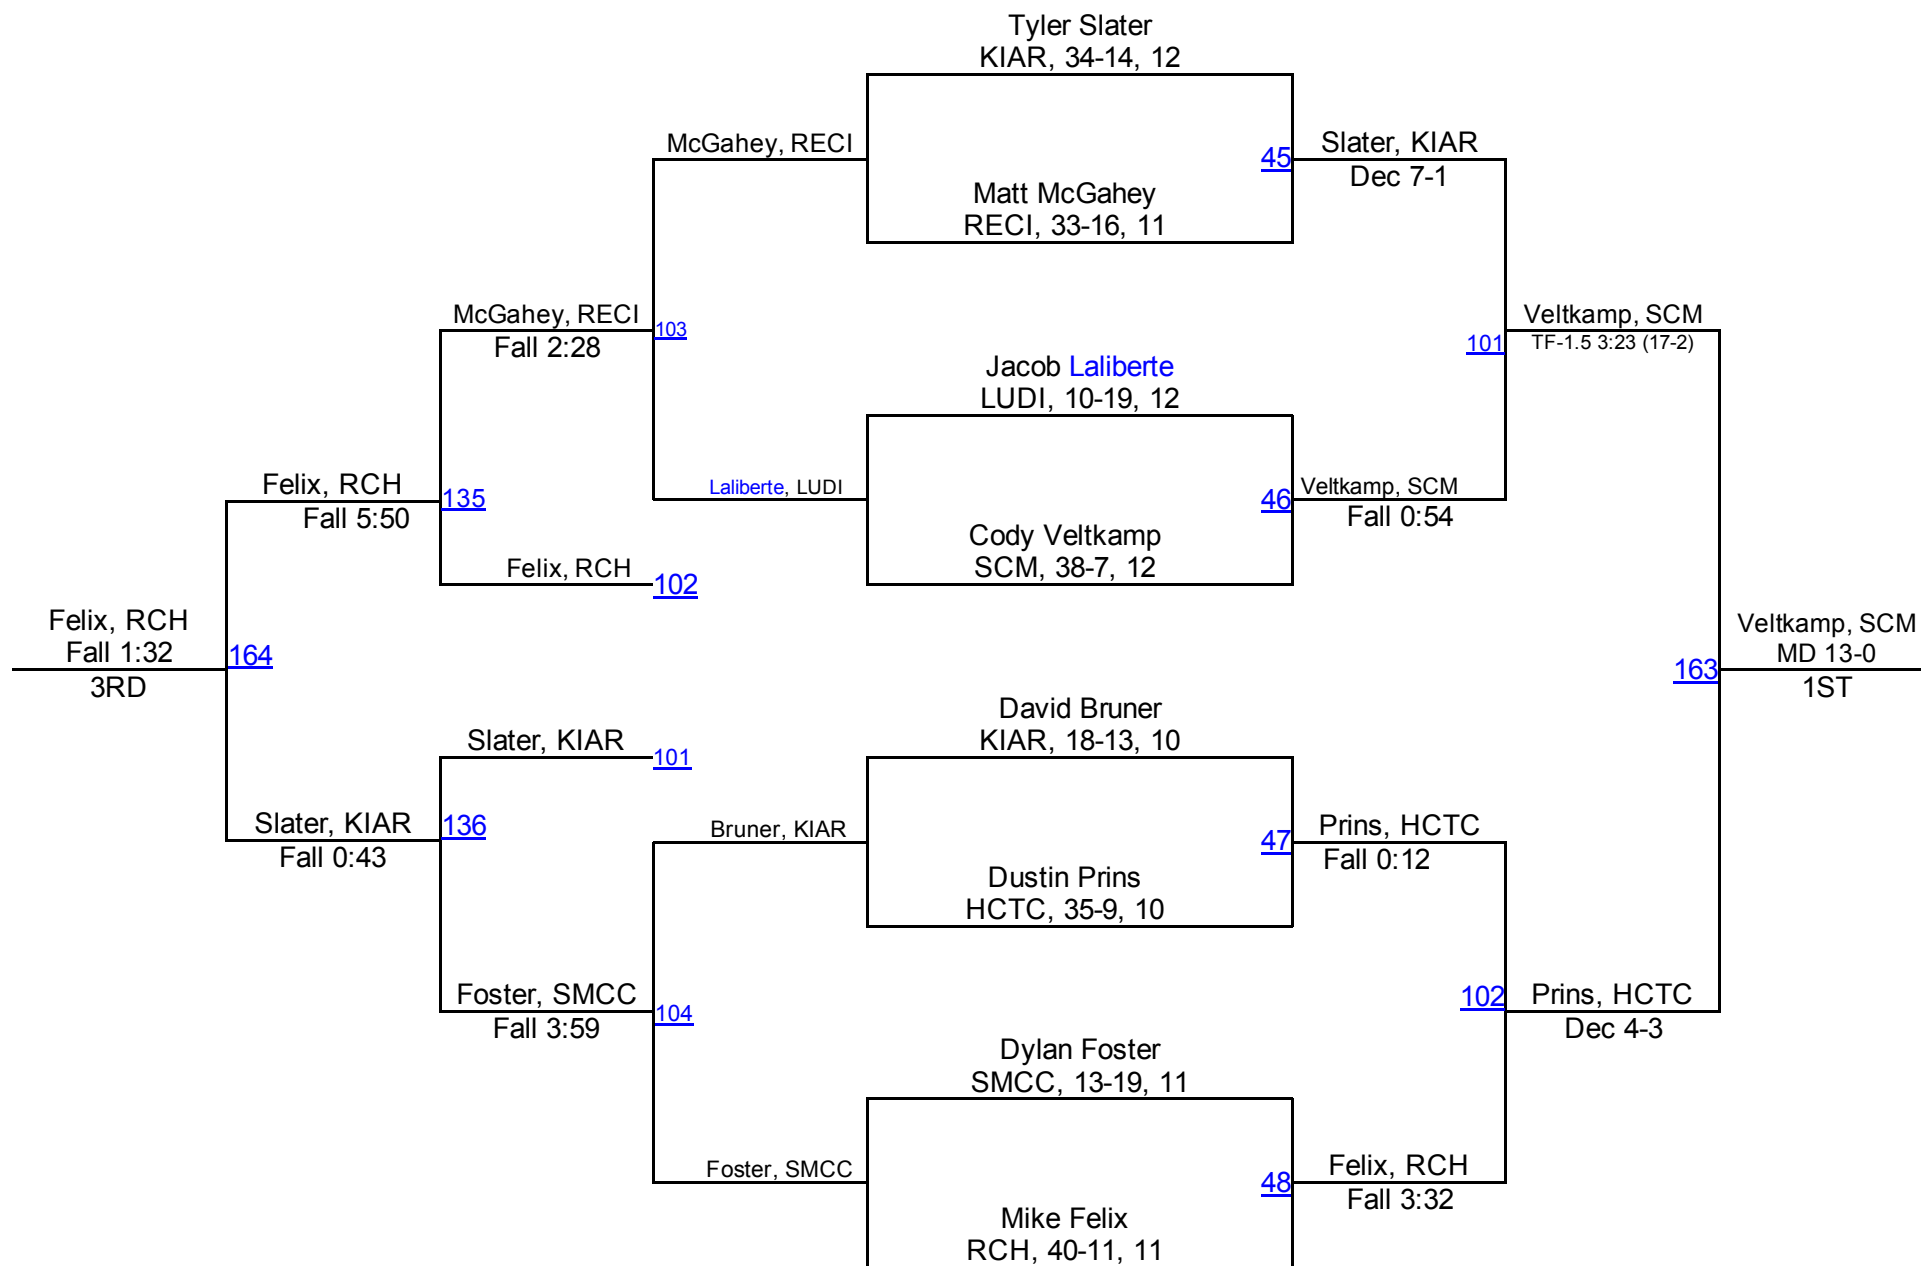 Tyler Slater
KIAR, 34-14, 12
McGahey, RECI
45
Slater, KIAR
Dec 7-1
Matt McGahey
RECI, 33-16, 11
McGahey, RECI
Fall 2:28
103
101
Veltkamp, SCM
TF-1.5 3:23 (17-2)
Jacob Laliberte
LUDI, 10-19, 12
Felix, RCH
Fall 5:50
135
Laliberte, LUDI
46
Veltkamp, SCM
Fall 0:54
Cody Veltkamp
SCM, 38-7, 12
Felix, RCH
102
Felix, RCH
Fall 1:32
3RD
164
163
Veltkamp, SCM
MD 13-0
1ST
David Bruner
KIAR, 18-13, 10
Slater, KIAR
101
Slater, KIAR
Fall 0:43
136
Bruner, KIAR
47
Prins, HCTC
Fall 0:12
Dustin Prins
HCTC, 35-9, 10
Foster, SMCC
Fall 3:59
104
102
Prins, HCTC
Dec 4-3
Dylan Foster
SMCC, 13-19, 11
Foster, SMCC
48
Felix, RCH
Fall 3:32
Mike Felix
RCH, 40-11, 11